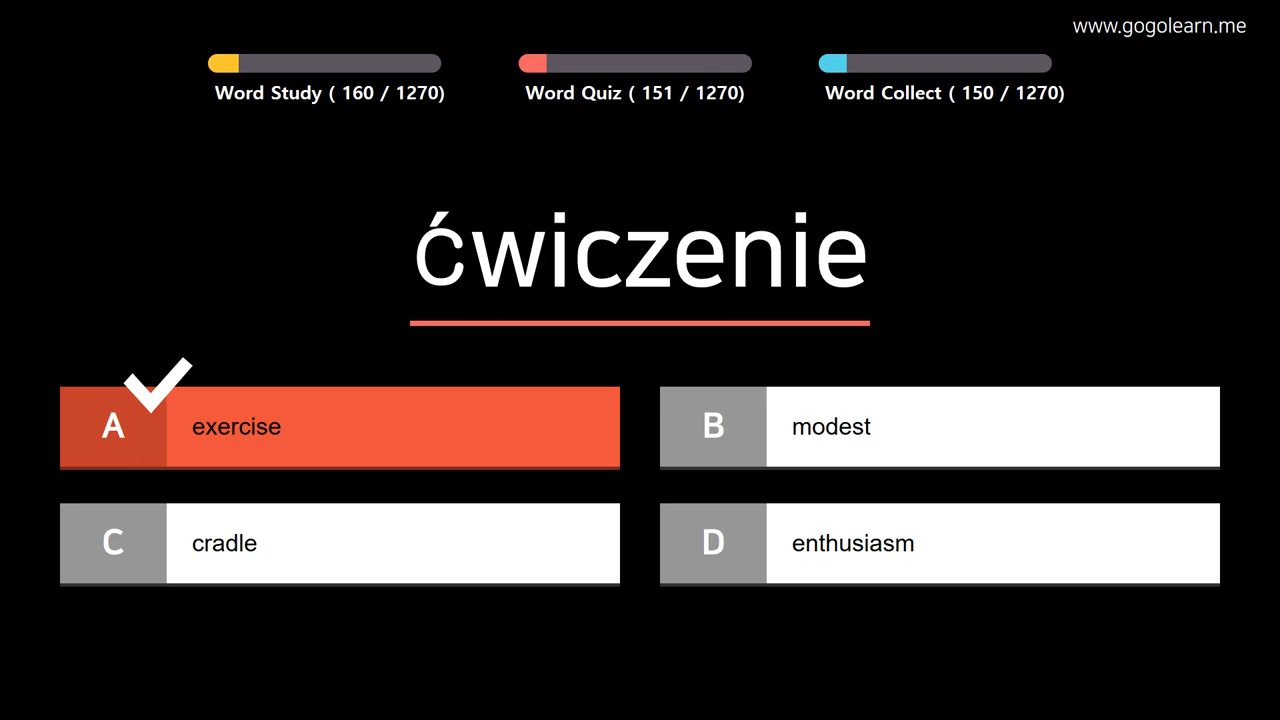 www.gogolearn.me
Word Study ( 160 / 1270)
Word Quiz ( 151 / 1270)
Word Collect ( 150 / 1270)
ćwiczenie
A exercise
B modest
C cradle
D enthusiasm